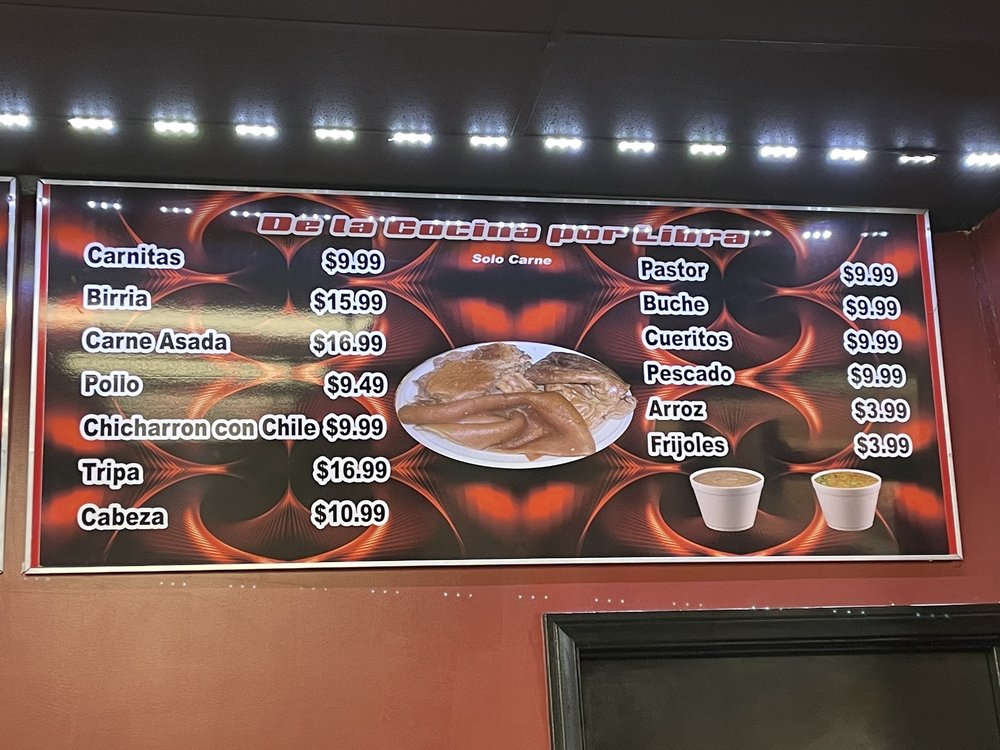 De la Cocina por Libra
Solo Carne
Carnitas $9.99
Birria $15.99
Carne Asada $16.99
Pollo $9.49
Chicharron con Chile $9.99
Tripa $16.99
Cabeza $10.99
Pastor $9.99
Buche $9.99
Cueritos $9.99
Pescado $9.99
Arroz $3.99
Frijoles $3.99